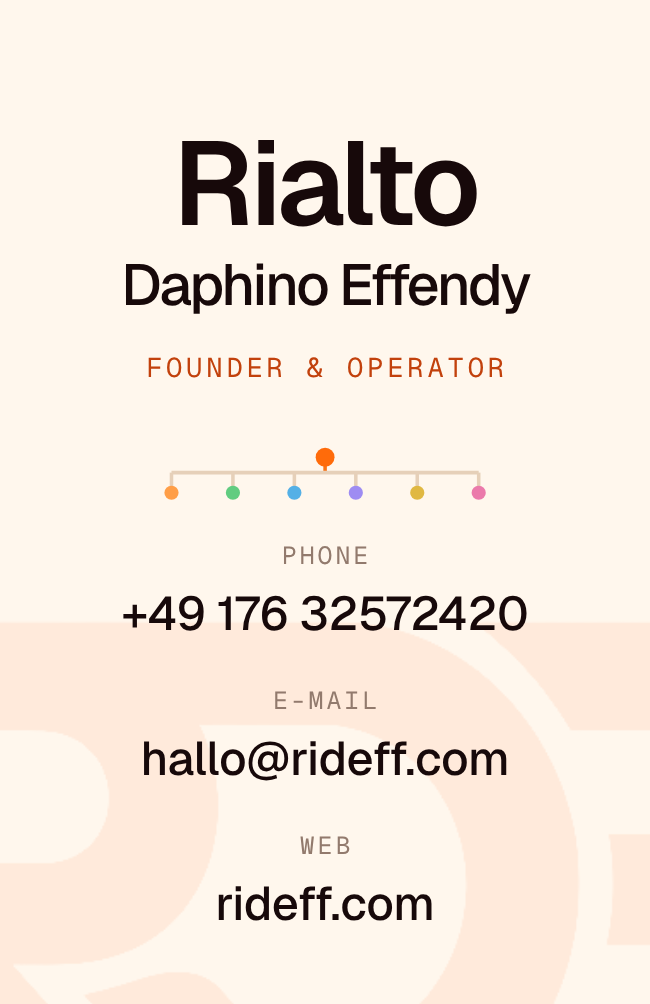 Rialto
Daphino Effendy
FOUNDER & OPERATOR
PHONE
+49 176 32572420
E-MAIL
hallo@rideff.com
WEB
rideff.com